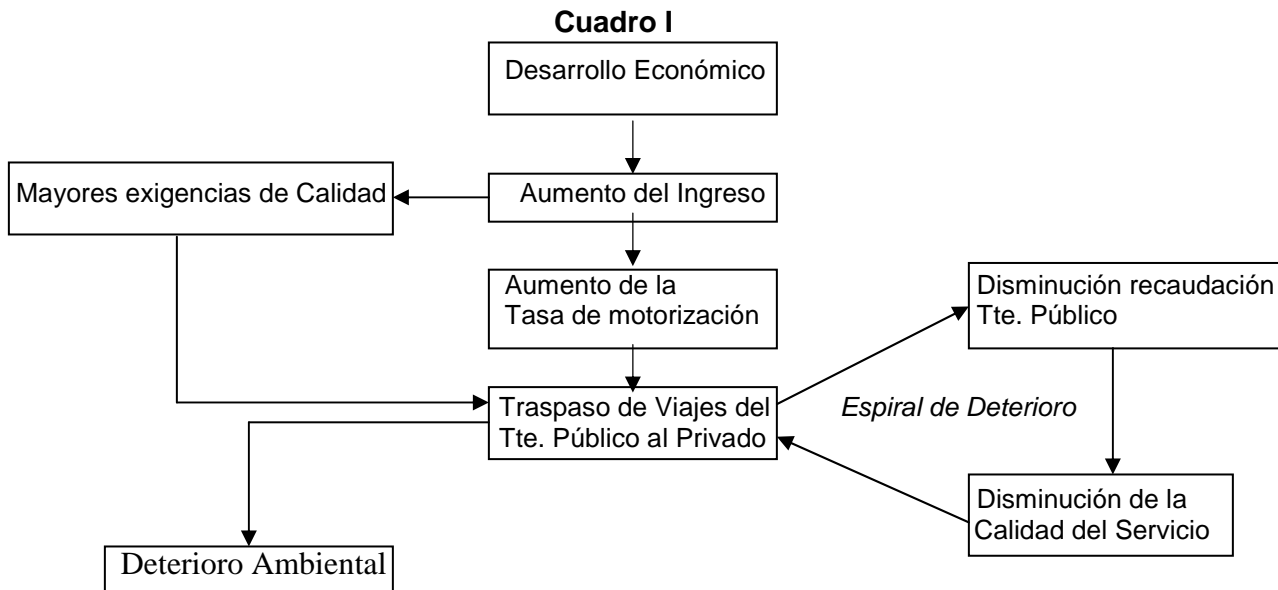 Cuadro I
Desarrollo Económico
Mayores exigencias de Calidad
Aumento del Ingreso
Aumento de la
Tasa de motorización
Disminución recaudación
Tte. Público
Traspaso de Viajes del
Tte. Público al Privado
Espiral de Deterioro
Disminución de la
Calidad del Servicio
Deterioro Ambiental